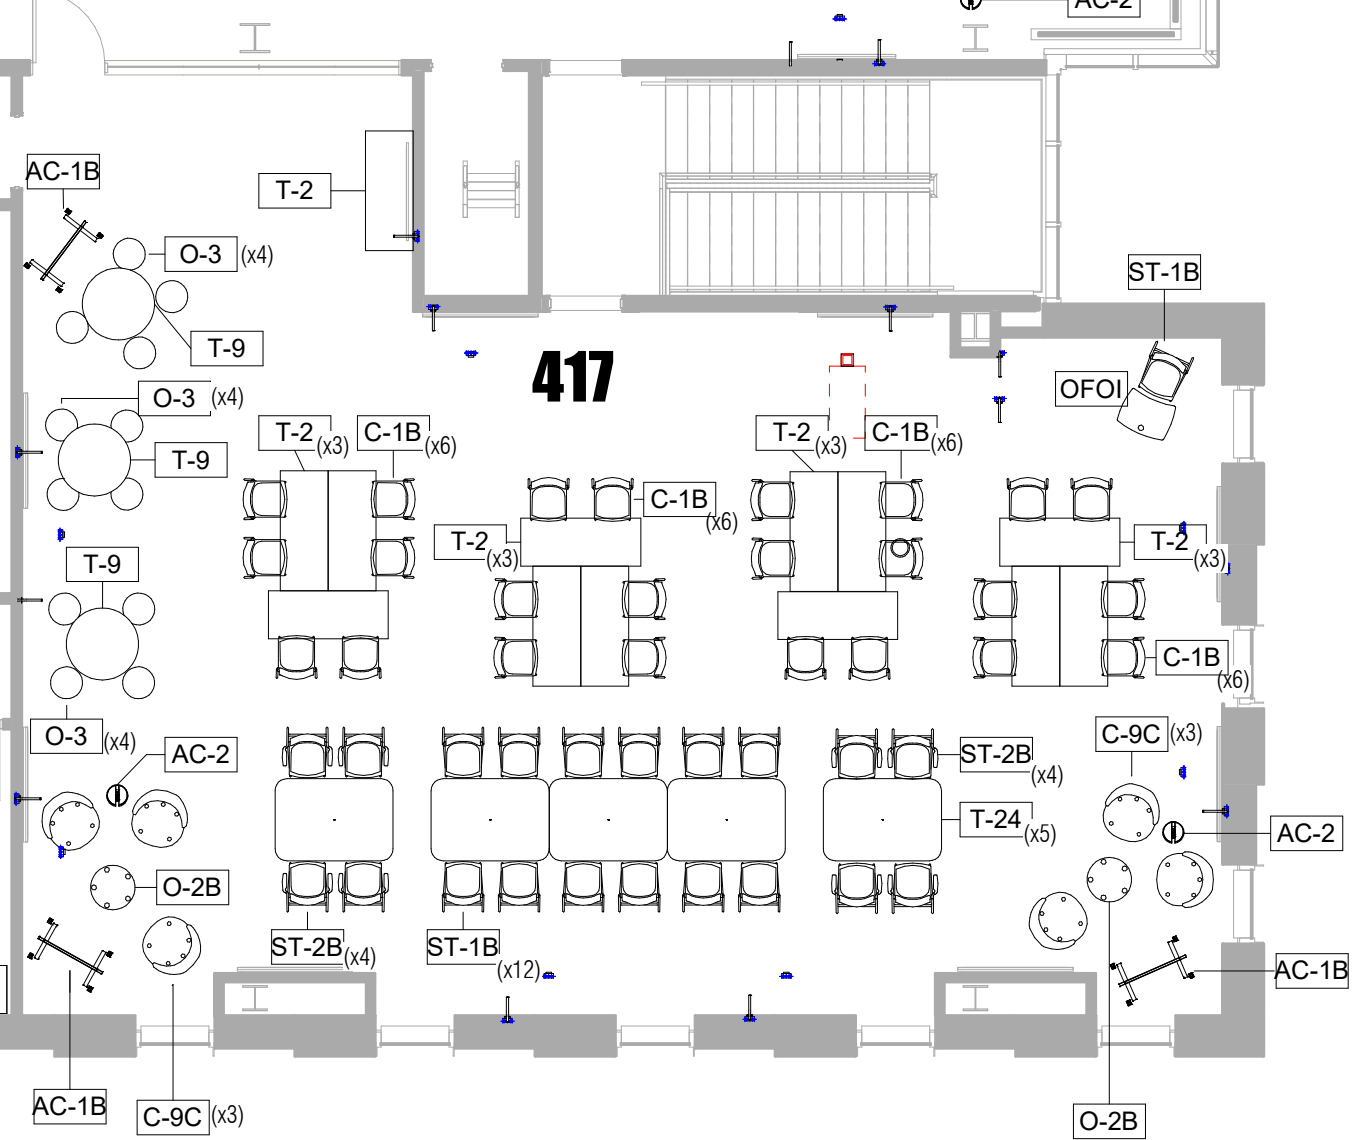 AC-2
AC-1B
T-2
O-3 (x4)
ST-1B
T-9
417
OFOI
O-3 (x4)
T-2 (x3)
C-1B (x6)
T-2 (x3)
C-1B (x6)
T-9
C-1B (x6)
T-2 (x3)
T-2 (x3)
T-9
C-1B (x6)
O-3 (x4)
AC-2
C-9C (x3)
ST-2B (x4)
T-24 (x5)
AC-2
O-2B
ST-2B (x4)
ST-1B (x12)
AC-1B
AC-1B
C-9C (x3)
O-2B